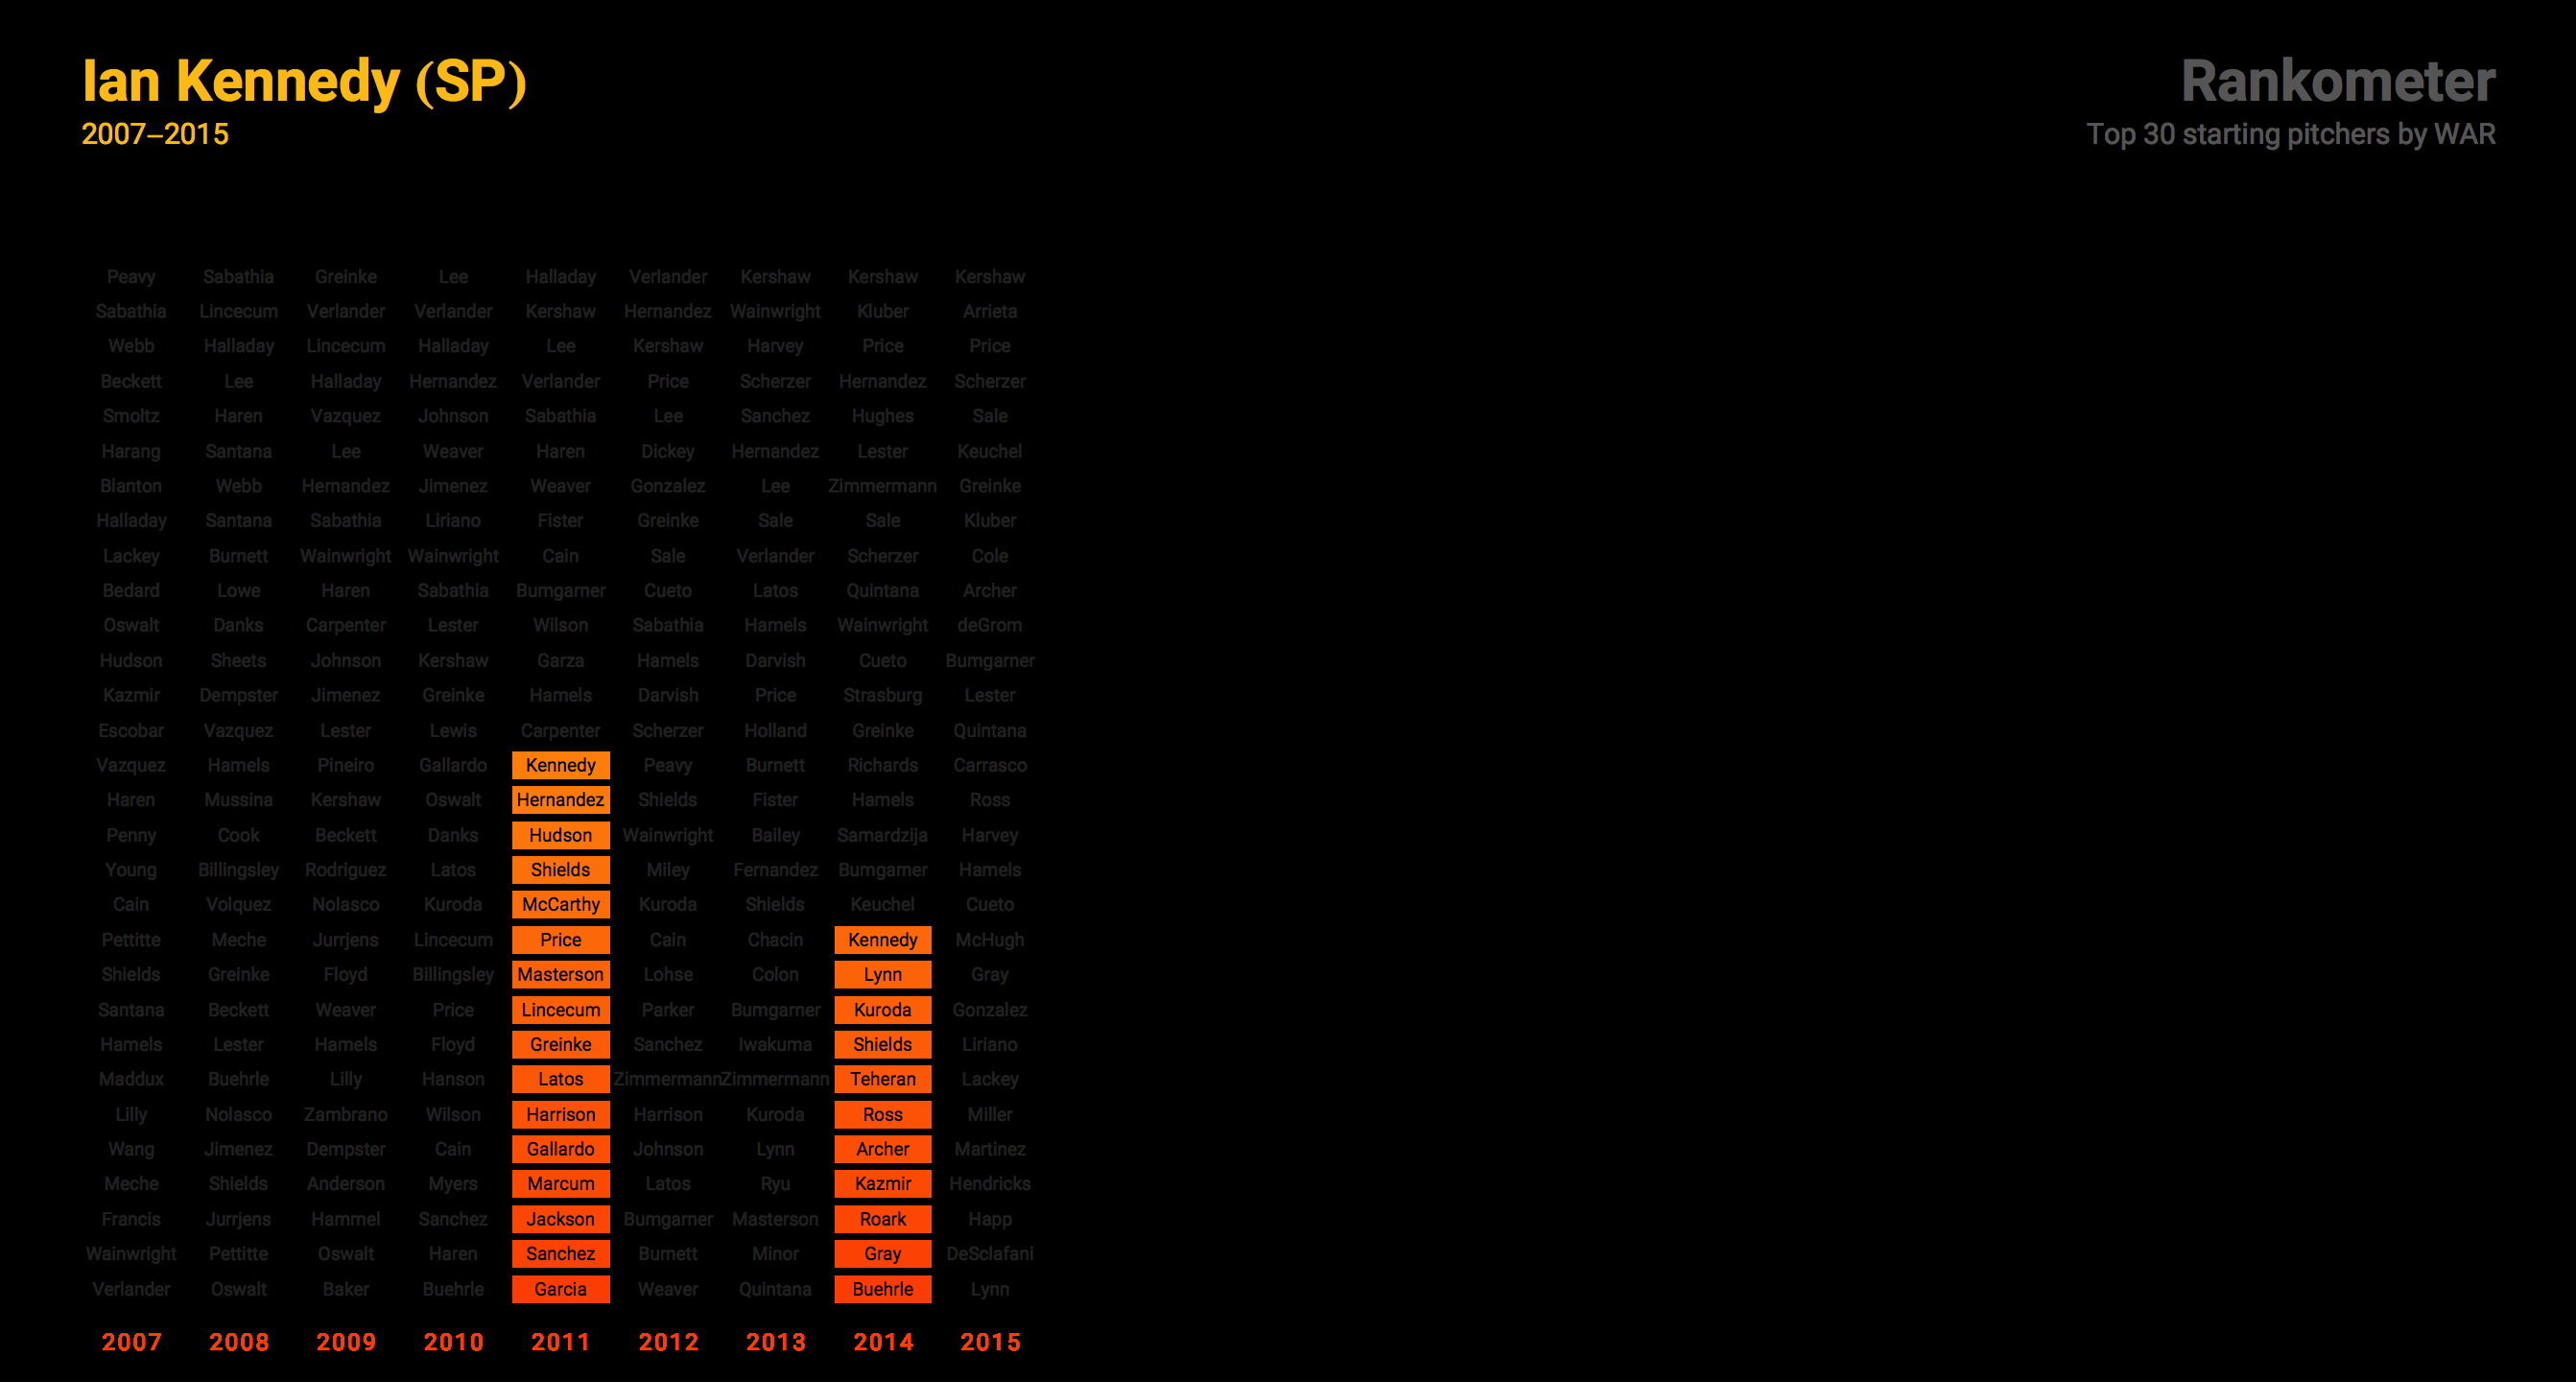 Ian Kennedy (SP)
2007–2015
Rankometer
Top 30 starting pitchers by WAR
Peavy Sabathia Greinke Lee Halladay Verlander Kershaw Kershaw Kershaw
Sabathia Lincecum Verlander Verlander Kershaw Hernandez Wainwright Kluber Arrieta
Webb Halladay Lincecum Halladay Lee Kershaw Harvey Price Price
Beckett Lee Halladay Hernandez Verlander Price Scherzer Hernandez Scherzer
Smoltz Haren Vazquez Johnson Sabathia Lee Sanchez Hughes Sale
Harang Santana Lee Weaver Haren Dickey Hernandez Lester Keuchel
Blanton Webb Hernandez Jimenez Weaver Gonzalez Lee Zimmermann Greinke
Halladay Santana Sabathia Liriano Fister Greinke Sale Sale Kluber
Lackey Burnett Wainwright Wainwright Cain Sale Verlander Scherzer Cole
Bedard Lowe Haren Sabathia Bumgarner Cueto Latos Quintana Archer
Oswalt Danks Carpenter Lester Wilson Sabathia Hamels Wainwright deGrom
Hudson Sheets Johnson Kershaw Garza Hamels Darvish Cueto Bumgarner
Kazmir Dempster Jimenez Greinke Hamels Darvish Price Strasburg Lester
Escobar Vazquez Lester Lewis Carpenter Scherzer Holland Greinke Quintana
Vazquez Hamels Pineiro Gallardo Kennedy Peavy Burnett Richards Carrasco
Haren Mussina Kershaw Oswalt Hernandez Shields Fister Hamels Ross
Penny Cook Beckett Danks Hudson Wainwright Bailey Samardzija Harvey
Young Billingsley Rodriguez Latos Shields Miley Fernandez Bumgarner Hamels
Cain Volquez Nolasco Kuroda McCarthy Kuroda Shields Keuchel Cueto
Pettitte Meche Jurrjens Lincecum Price Cain Chacin Kennedy McHugh
Shields Greinke Floyd Billingsley Masterson Lohse Colon Lynn Gray
Santana Beckett Weaver Price Lincecum Parker Bumgarner Kuroda Gonzalez
Hamels Lester Hamels Floyd Greinke Sanchez Iwakuma Shields Liriano
Maddux Buehrle Lilly Hanson Latos Zimmermann Zimmermann Teheran Lackey
Lilly Nolasco Zambrano Wilson Harrison Harrison Kuroda Ross Miller
Wang Jimenez Dempster Cain Gallardo Johnson Lynn Archer Martinez
Meche Shields Anderson Myers Marcum Latos Ryu Kazmir Hendricks
Francis Jurrjens Hammel Sanchez Jackson Bumgarner Masterson Roark Happ
Wainwright Pettitte Oswalt Haren Sanchez Burnett Minor Gray DeSclafani
Verlander Oswalt Baker Buehrle Garcia Weaver Quintana Buehrle Lynn
2007 2008 2009 2010 2011 2012 2013 2014 2015